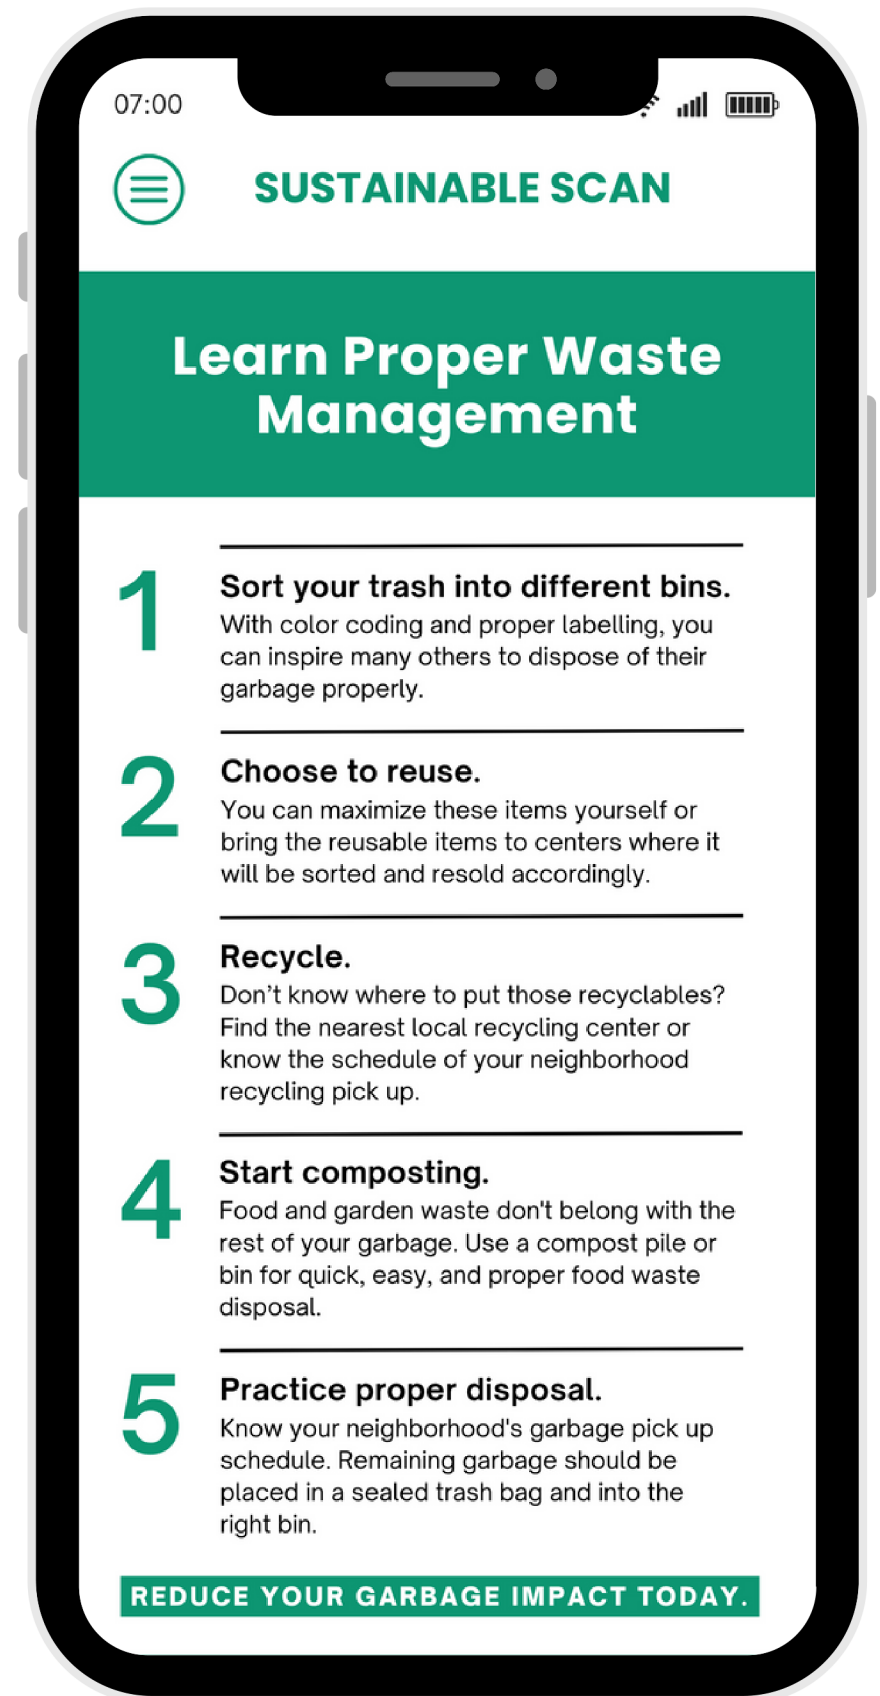 07:00
SUSTAINABLE SCAN
Learn Proper Waste
Management
1
Sort your trash into different bins.
With color coding and proper labelling, you
can inspire many others to dispose of their
garbage properly.
2
Choose to reuse.
You can maximize these items yourself or
bring the reusable items to centers where it
will be sorted and resold accordingly.
3
Recycle.
Don’t know where to put those recyclables?
Find the nearest local recycling center or
know the schedule of your neighborhood
recycling pick up.
4
Start composting.
Food and garden waste don't belong with the
rest of your garbage. Use a compost pile or
bin for quick, easy, and proper food waste
disposal.
5
Practice proper disposal.
Know your neighborhood's garbage pick up
schedule. Remaining garbage should be
placed in a sealed trash bag and into the
right bin.
REDUCE YOUR GARBAGE IMPACT TODAY.